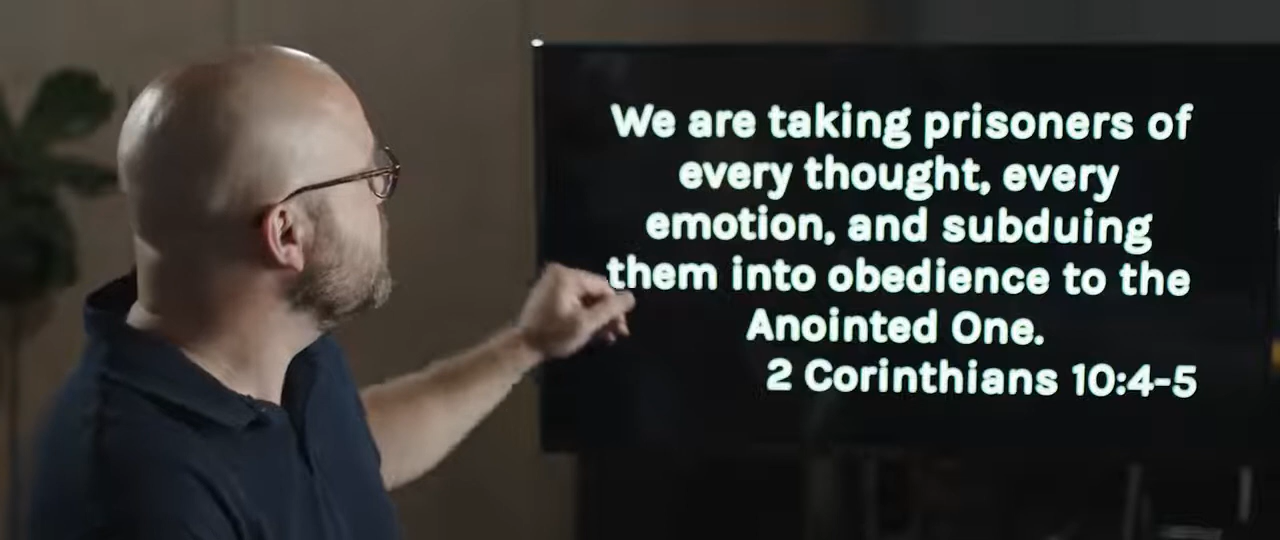 We are taking prisoners of
every thought, every
emotion, and subduing
them into obedience to the
Anointed One.
2 Corinthians 10:4-5